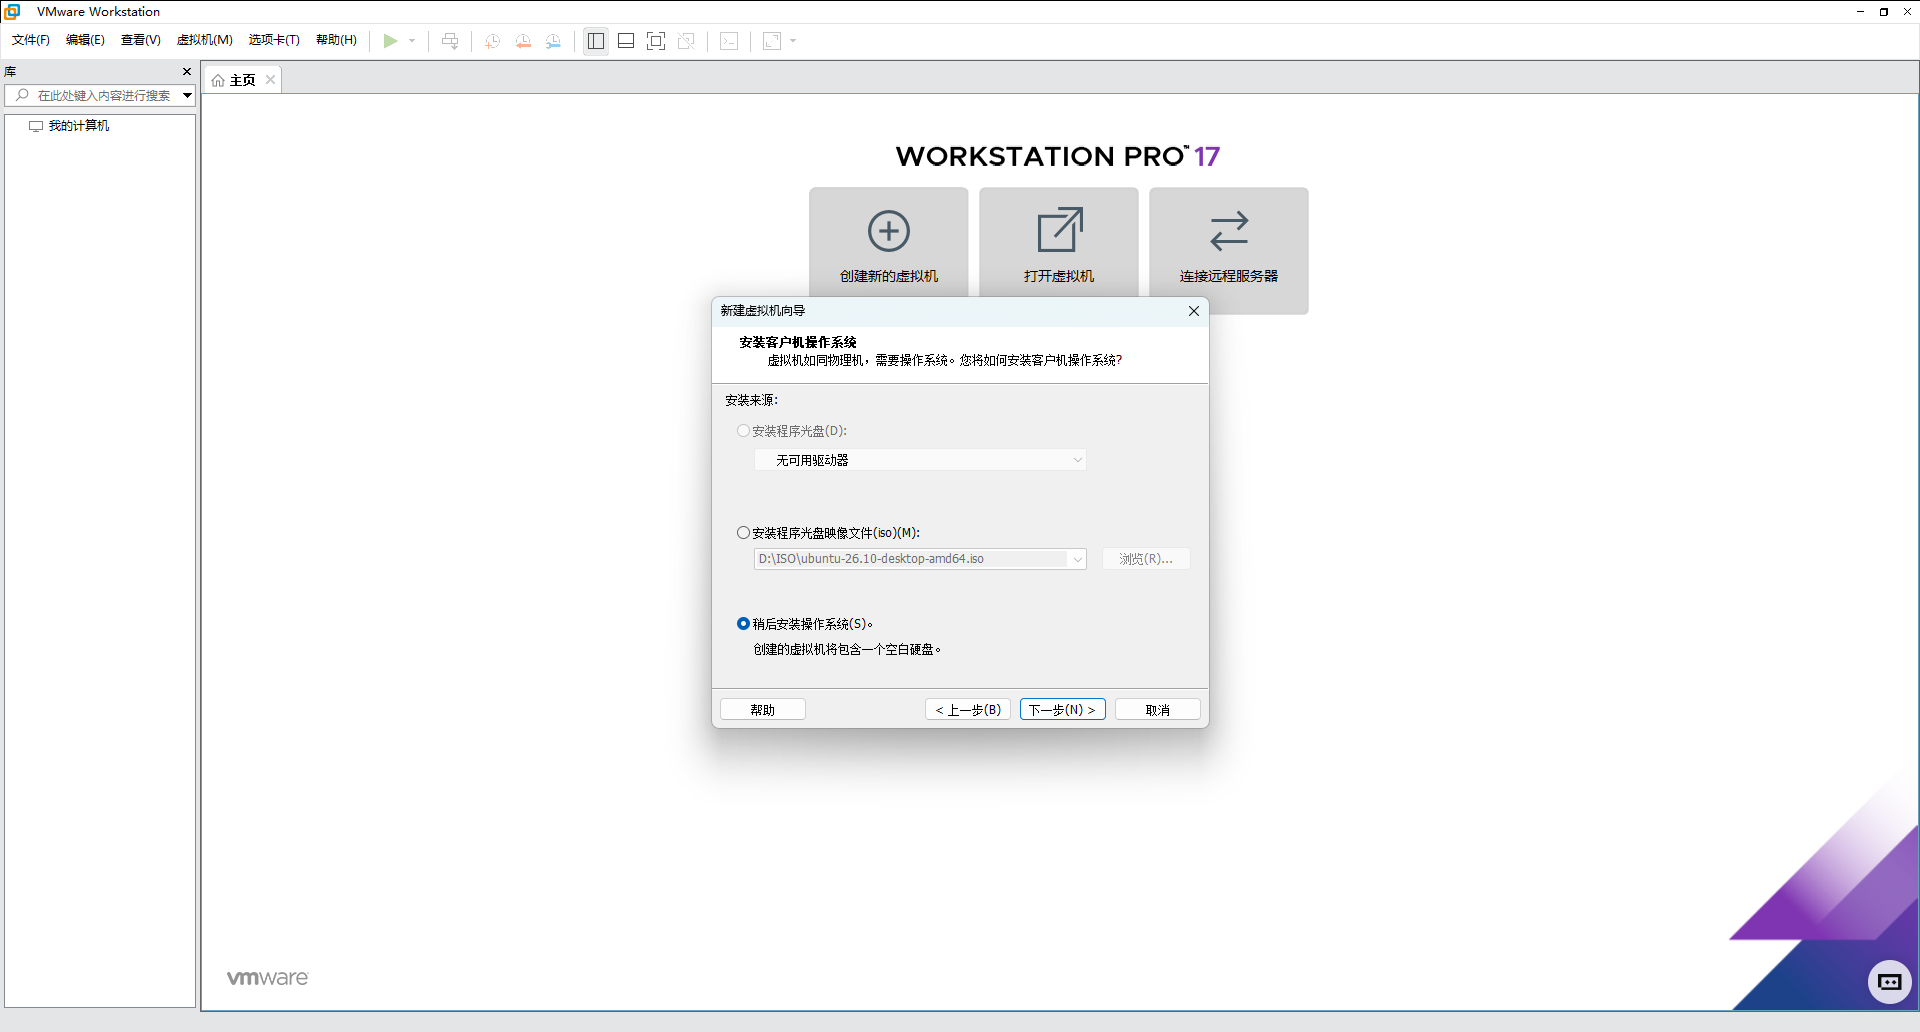 VMware Workstation
文件(F) 编辑(E) 查看(V) 虚拟机(M) 选项卡(T) 帮助(H)
库
在此处键入内容进行搜索
我的计算机
主页
WORKSTATION PRO™ 17
创建新的虚拟机
打开虚拟机
连接远程服务器
新建虚拟机向导
安装客户机操作系统
虚拟机如同物理机，需要操作系统。您将如何安装客户机操作系统?
安装来源:
安装程序光盘(D):
无可用驱动器
安装程序光盘映像文件(iso)(M):
D:\ISO\ubuntu-26.10-desktop-amd64.iso
浏览(R)...
稍后安装操作系统(S)。
创建的虚拟机将包含一个空白硬盘。
帮助
< 上一步(B)
下一步(N) >
取消
vmware